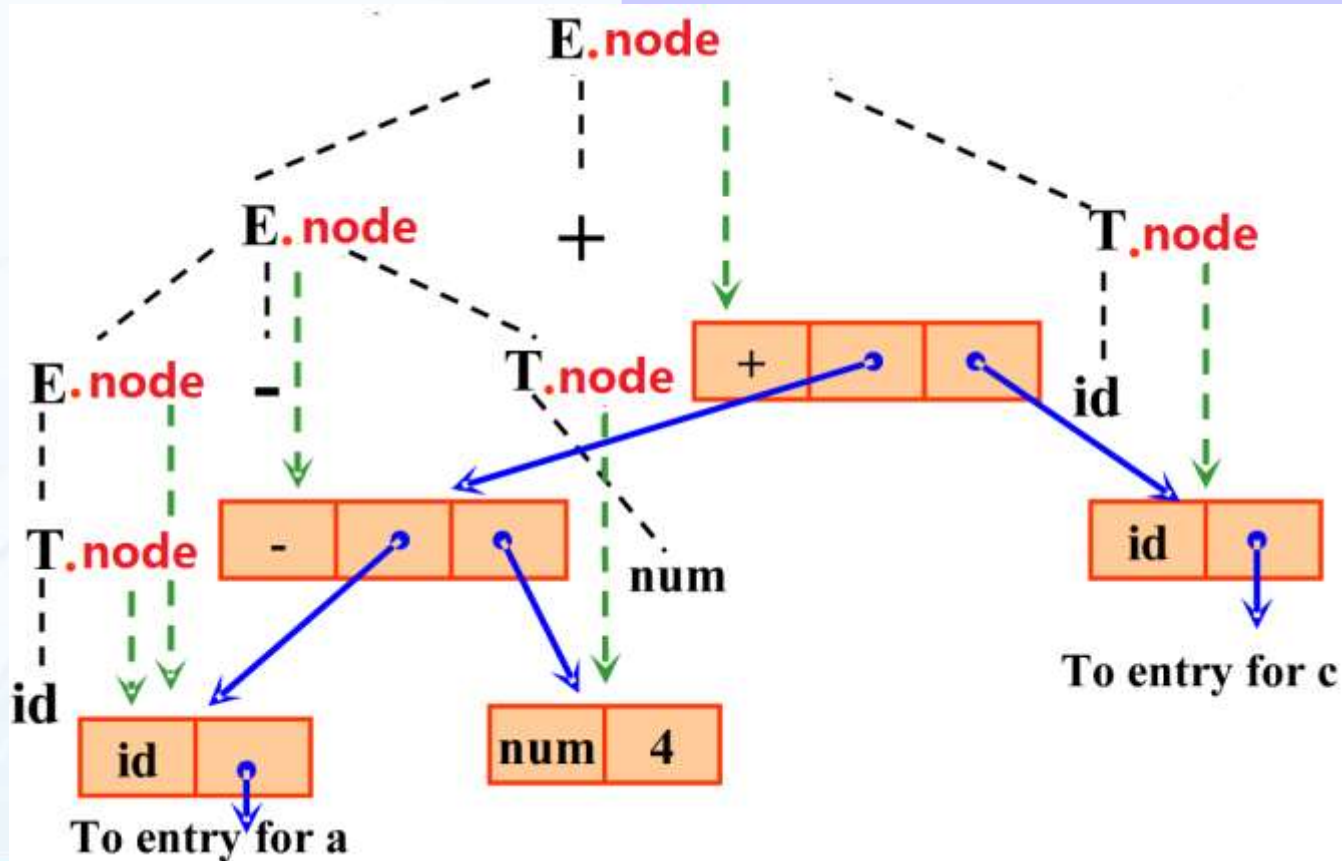 E.node
E.node
+
T.node
E.node
-
T.node
+
id
T.node
-
num
id
id
To entry for c
id
num 4
To entry for a